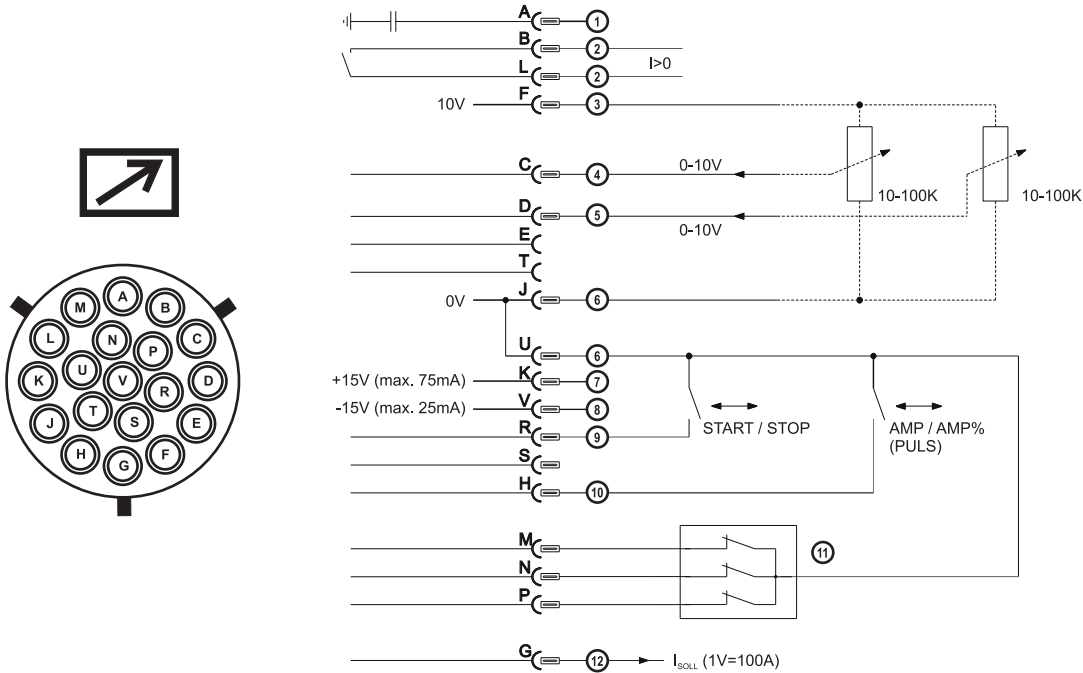 A 1
B 2
I>0
L 2
10V F 3
C 4 0-10V
10-100K 10-100K
D 5
0-10V
E
T
0V J 6
U 6
+15V (max. 75mA) K 7
-15V (max. 25mA) V 8
R 9 START / STOP AMP / AMP%
(PULS)
S
H 10
M 11
N
P
G 12 ISOLL (1V=100A)
A
M B
L N C
P
K U V R D
T S
J E
H F
G